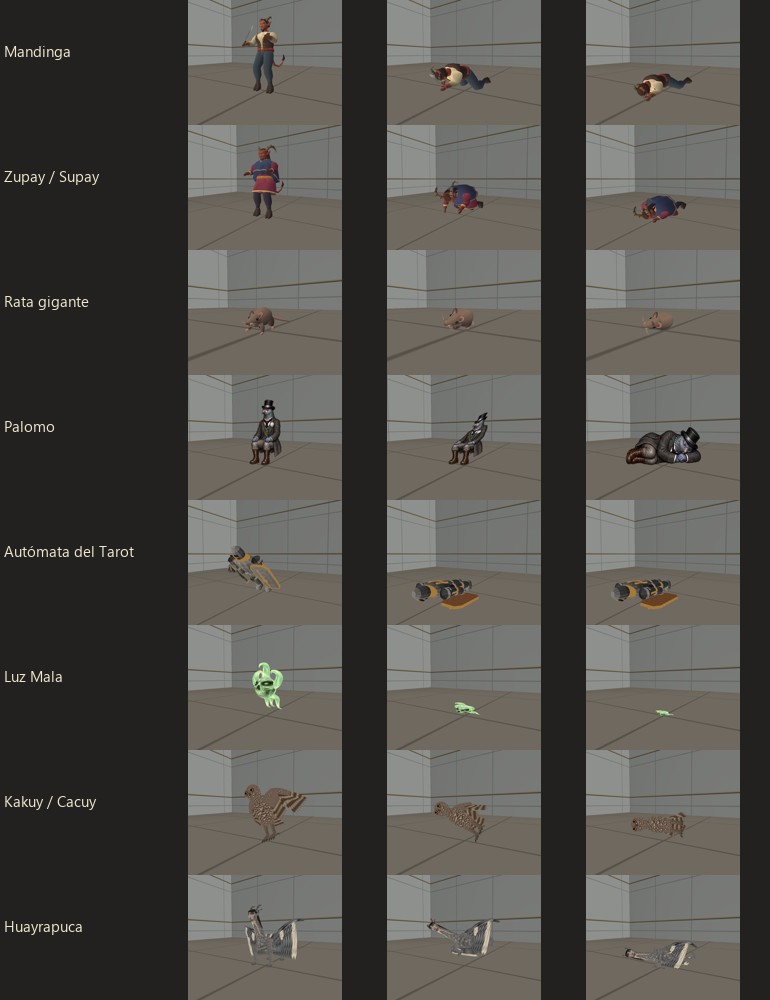 Mandinga
Zupay / Supay
Rata gigante
Palomo
Autómata del Tarot
Luz Mala
Kakuy / Cacuy
Huayrapuca